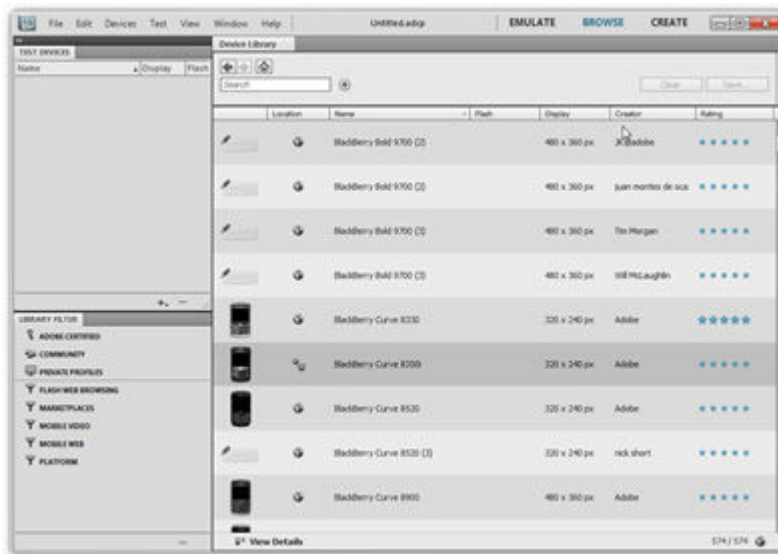 File Edit Devices Test View Window Help Untitled.adcp EMULATE BROWSE CREATE
TEST DEVICES
Name Display Flash
Device Library
Search
Clear Save...
Location Name Flash Display Creator Rating
BlackBerry Bold 9700 (2) 480 x 360 px
BlackBerry Bold 9700 (2) 480 x 360 px juan montes de oca
BlackBerry Bold 9700 (3) 480 x 360 px Tim Morgan
BlackBerry Bold 9700 (3) 480 x 360 px Will McLaughlin
BlackBerry Curve 8330 320 x 240 px Adobe
BlackBerry Curve 8350i 320 x 240 px Adobe
BlackBerry Curve 8520 320 x 240 px Adobe
BlackBerry Curve 8520 (3) 320 x 240 px nick short
BlackBerry Curve 8900 480 x 360 px Adobe
LIBRARY FILTER
ADOBE CERTIFIED
COMMUNITY
PRIVATE PROFILES
FLASH WEB BROWSING
MARKETPLACES
MOBILE VIDEO
MOBILE WEB
PLATFORM
View Details
574 / 574